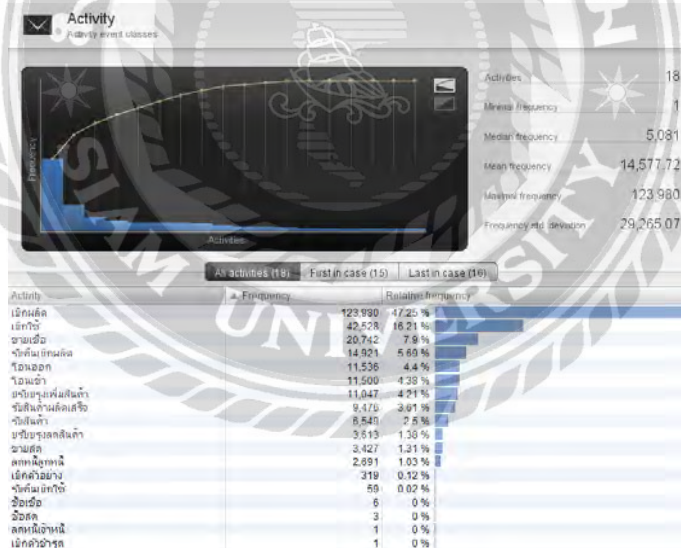 Activity
Activity event classes
Frequency
Activities
Activities 18
Minimal frequency 1
Median frequency 5,081
Mean frequency 14,577.72
Maximal frequency 123,980
Frequency std. deviation 29,265.07
All activities (18) First in case (15) Last in case (16)
Activity ▲ Frequency Relative frequency
เบิกผลิต 123,980 47.25 %
เบิกใช้ 42,528 16.21 %
ขายเชื่อ 20,742 7.9 %
รับคืนเบิกผลิต 14,921 5.69 %
โอนออก 11,536 4.4 %
โอนเข้า 11,500 4.38 %
ปรับปรุงเพิ่มสินค้า 11,047 4.21 %
รับสินค้าผลิตเสร็จ 9,476 3.61 %
รับสินค้า 6,549 2.5 %
ปรับปรุงลดสินค้า 3,613 1.38 %
ขายสด 3,427 1.31 %
ลดหนี้ลูกหนี้ 2,691 1.03 %
เบิกตัวอย่าง 319 0.12 %
รับคืนเบิกใช้ 59 0.02 %
ซื้อเชื่อ 6 0 %
ซื้อสด 3 0 %
ลดหนี้เจ้าหนี้ 1 0 %
เบิกชำรุด 1 0 %
SIAM UNIVERSITY